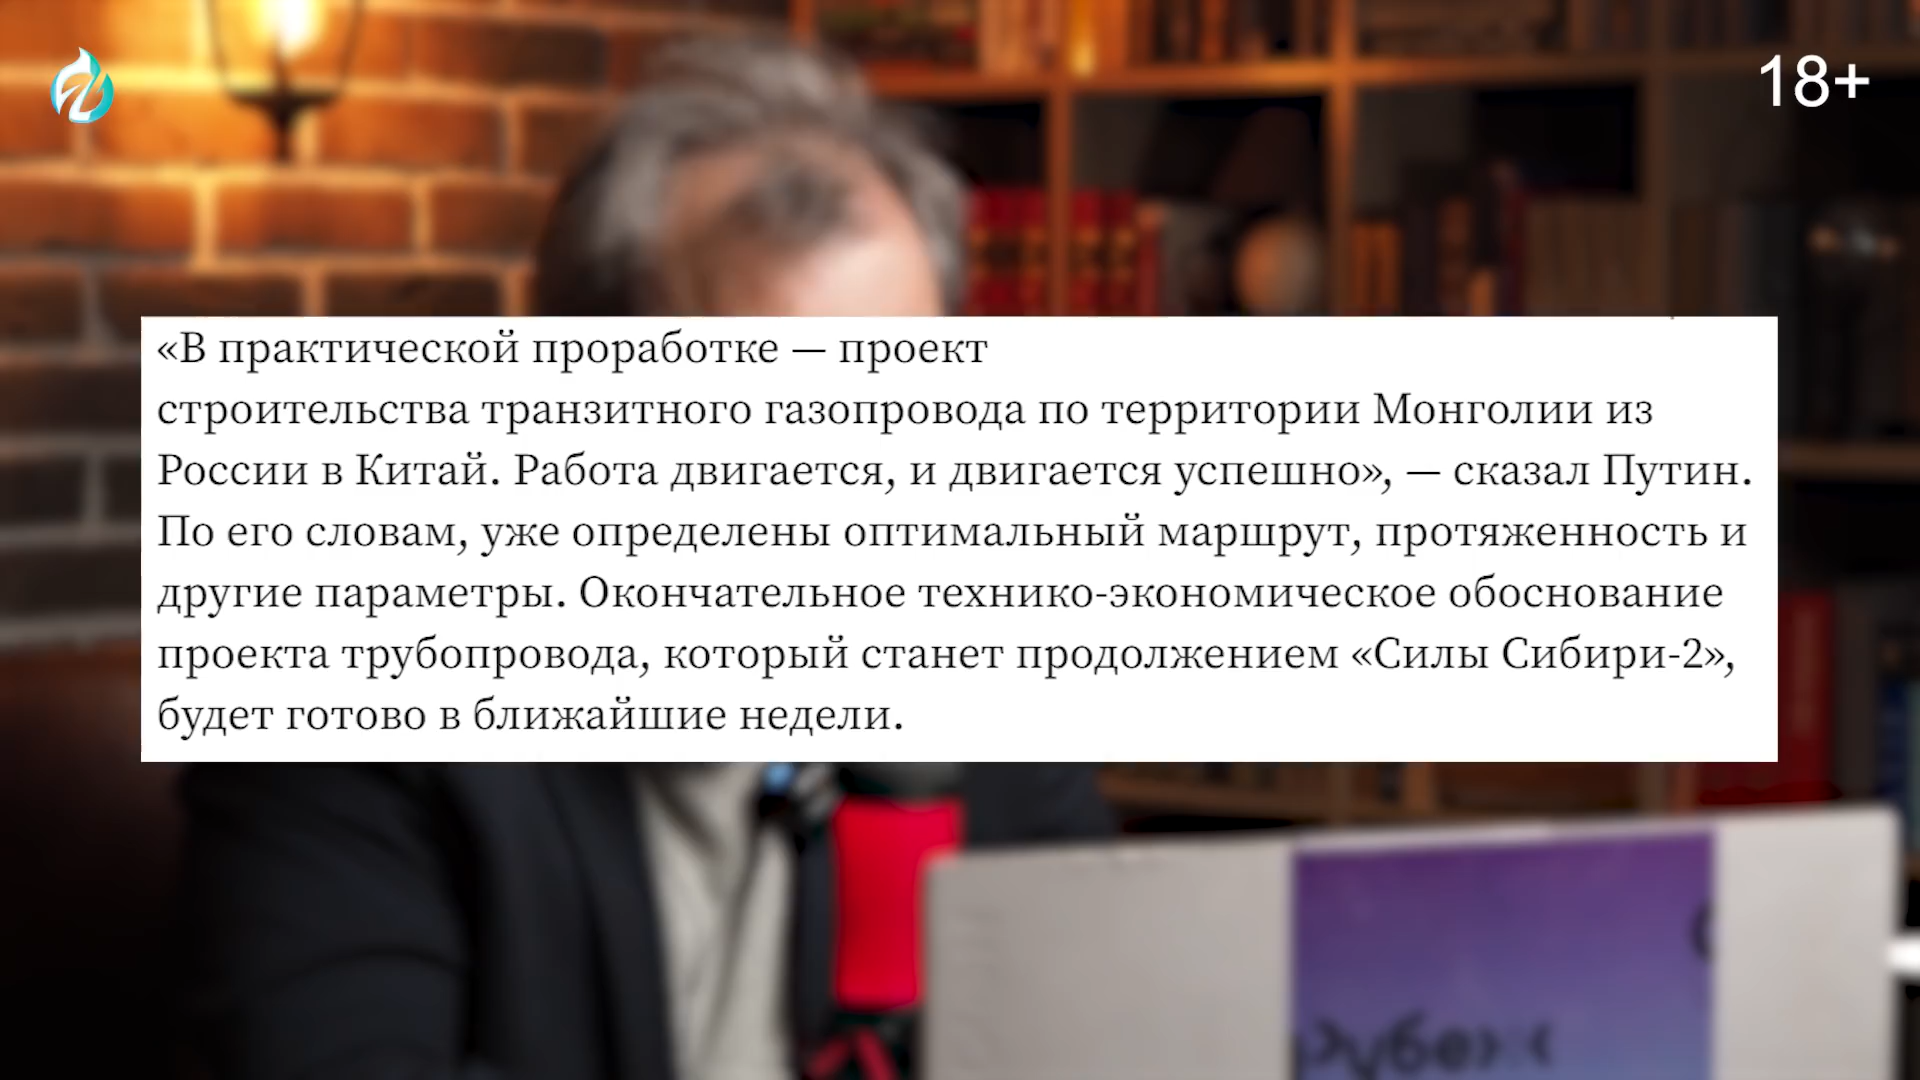 18+
«В практической проработке — проект
строительства транзитного газопровода по территории Монголии из
России в Китай. Работа двигается, и двигается успешно», — сказал Путин.
По его словам, уже определены оптимальный маршрут, протяженность и
другие параметры. Окончательное технико-экономическое обоснование
проекта трубопровода, который станет продолжением «Силы Сибири-2»,
будет готово в ближайшие недели.